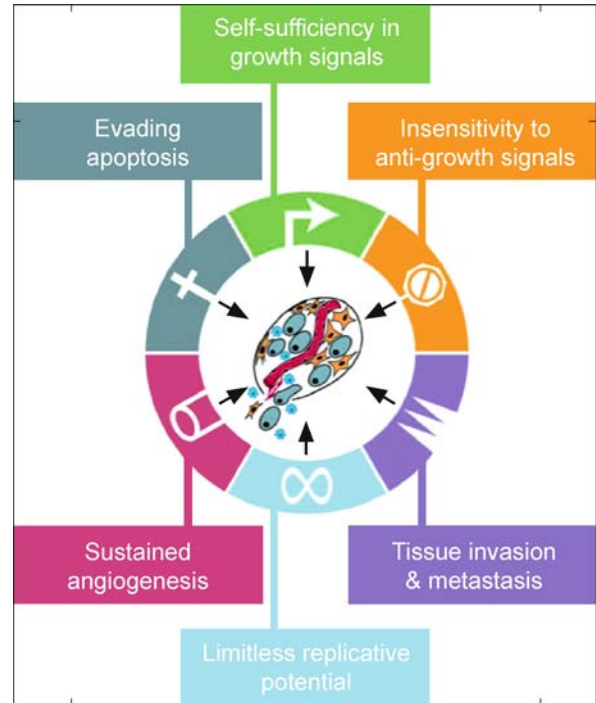 Self-sufficiency in
growth signals
Evading
apoptosis
Insensitivity to
anti-growth signals
Sustained
angiogenesis
Tissue invasion
& metastasis
Limitless replicative
potential